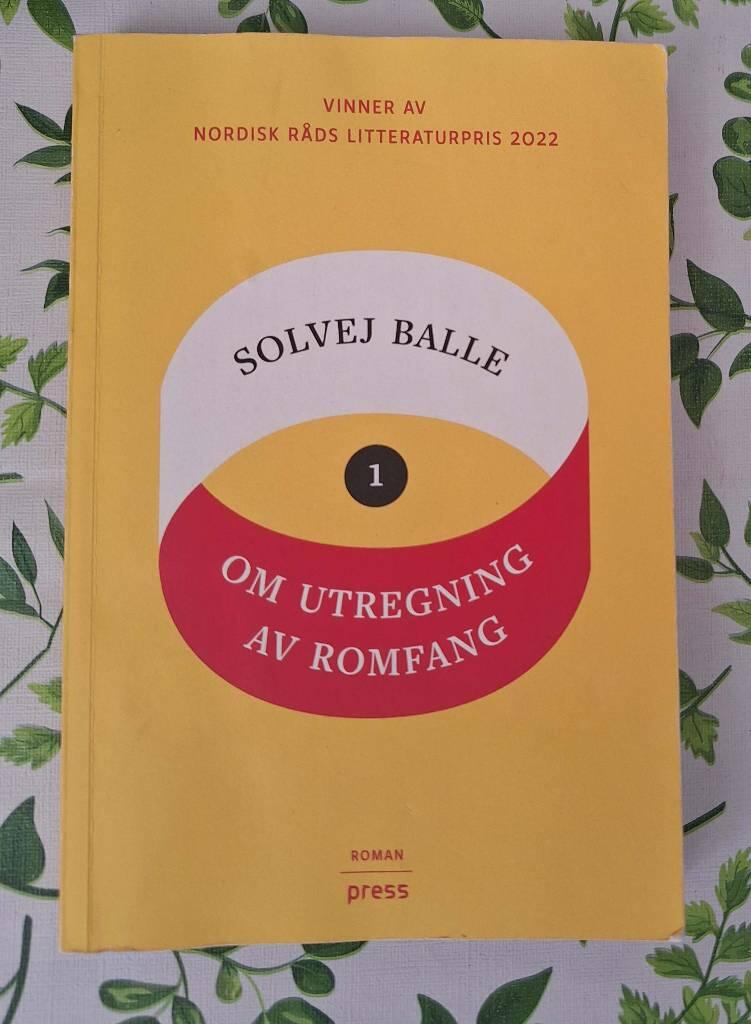 VINNER AV
NORDISK RÅDS LITTERATURPRIS 2022
SOLVEJ BALLE
1
OM UTREGNING
AV ROMFANG
ROMAN
press